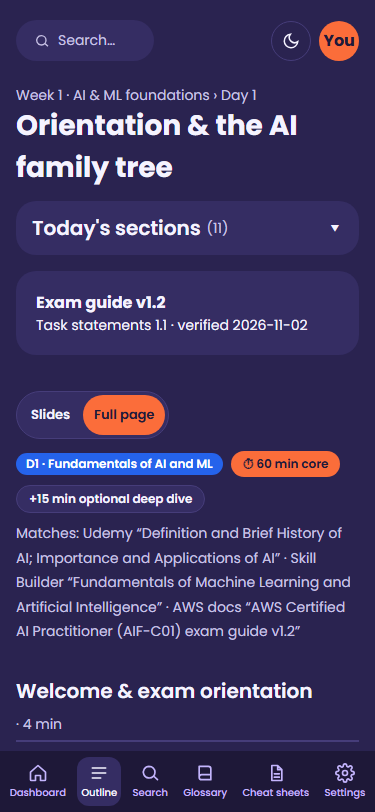 Search...
You
Week 1 · AI & ML foundations › Day 1
Orientation & the AI
family tree
Today's sections (11)
Exam guide v1.2
Task statements 1.1 · verified 2026-11-02
Slides
Full page
D1 · Fundamentals of AI and ML
⏱ 60 min core
+15 min optional deep dive
Matches: Udemy “Definition and Brief History of
AI; Importance and Applications of AI” · Skill
Builder “Fundamentals of Machine Learning and
Artificial Intelligence” · AWS docs “AWS Certified
AI Practitioner (AIF-C01) exam guide v1.2”
Welcome & exam orientation
· 4 min
Dashboard
Outline
Search
Glossary
Cheat sheets
Settings